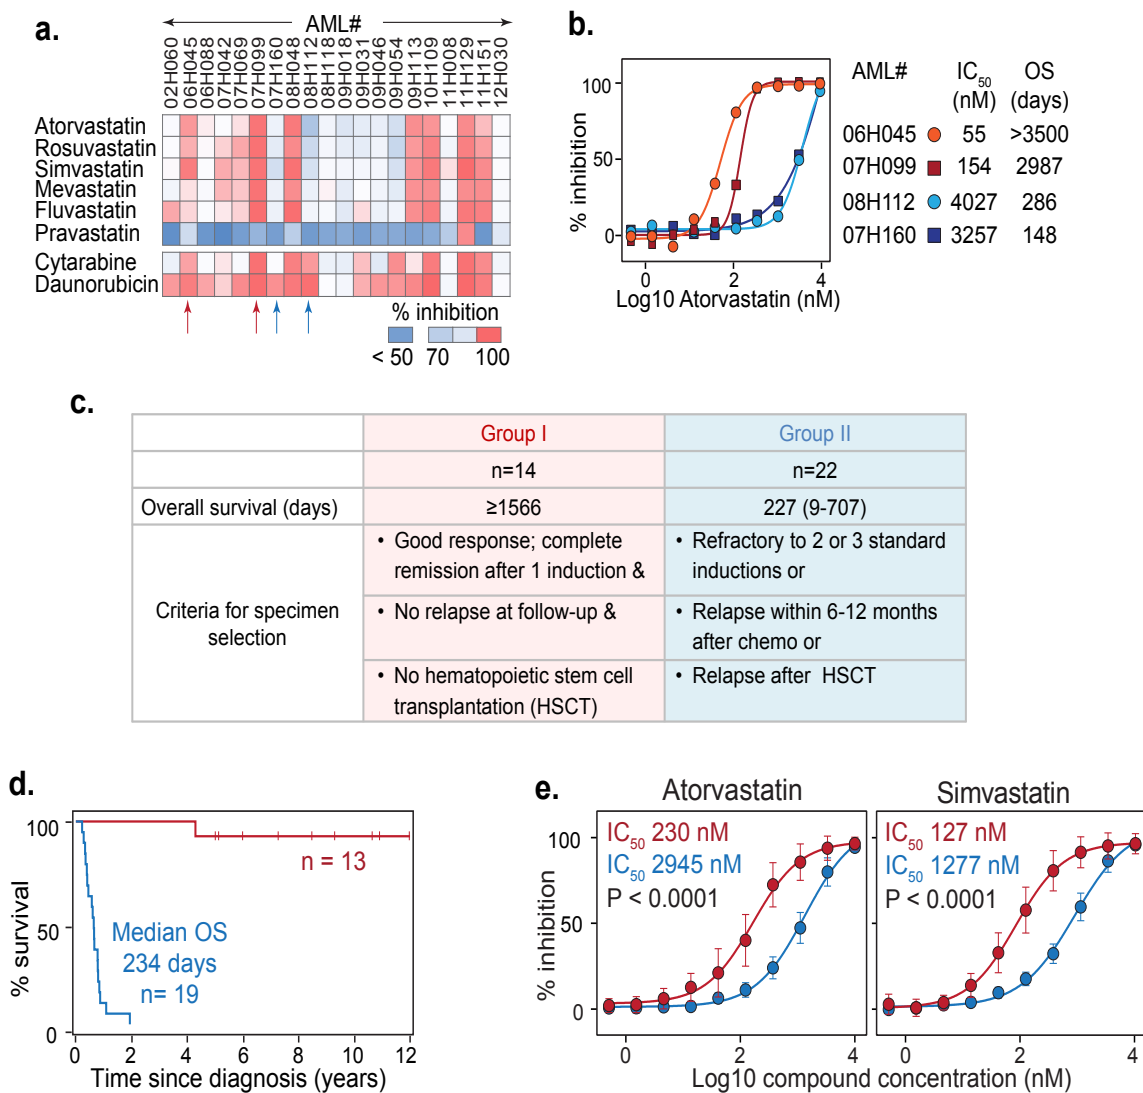 a.
AML#
02H060
06H045
06H088
07H042
07H069
07H099
07H160
08H048
08H112
08H118
09H018
09H031
09H046
09H054
09H113
10H109
11H008
11H129
11H151
12H030
Atorvastatin
Rosuvastatin
Simvastatin
Mevastatin
Fluvastatin
Pravastatin
Cytarabine
Daunorubicin
% inhibition
< 50 70 100
b.
% inhibition
100
50
0
0 2 4
Log10 Atorvastatin (nM)
AML# IC50 (nM) OS (days)
06H045 55 >3500
07H099 154 2987
08H112 4027 286
07H160 3257 148
c.
Group I Group II
n=14 n=22
Overall survival (days) ≥1566 227 (9-707)
Criteria for specimen
selection
• Good response; complete
remission after 1 induction &
• Refractory to 2 or 3 standard
inductions or
• No relapse at follow-up &
• Relapse within 6-12 months
after chemo or
• No hematopoietic stem cell
transplantation (HSCT)
• Relapse after HSCT
d.
% survival
100
50
0
n = 13
Median OS
234 days
n= 19
0 2 4 6 8 10 12
Time since diagnosis (years)
e.
Atorvastatin
% inhibition
100
50
0
IC50 230 nM
IC50 2945 nM
P < 0.0001
0 2 4
Simvastatin
IC50 127 nM
IC50 1277 nM
P < 0.0001
0 2 4
Log10 compound concentration (nM)